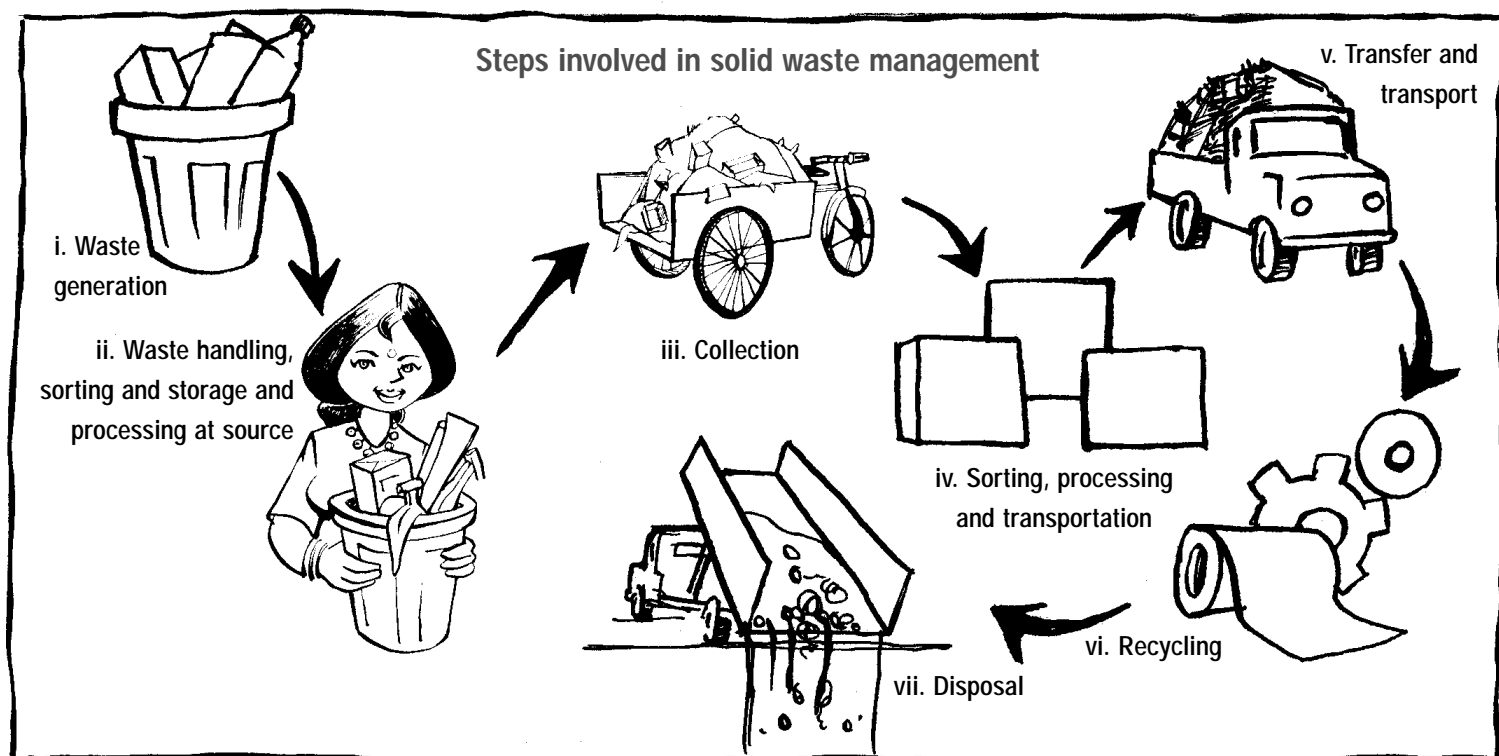 Steps involved in solid waste management
i. Waste
generation
ii. Waste handling,
sorting and storage and
processing at source
iii. Collection
iv. Sorting, processing
and transportation
v. Transfer and
transport
vi. Recycling
vii. Disposal